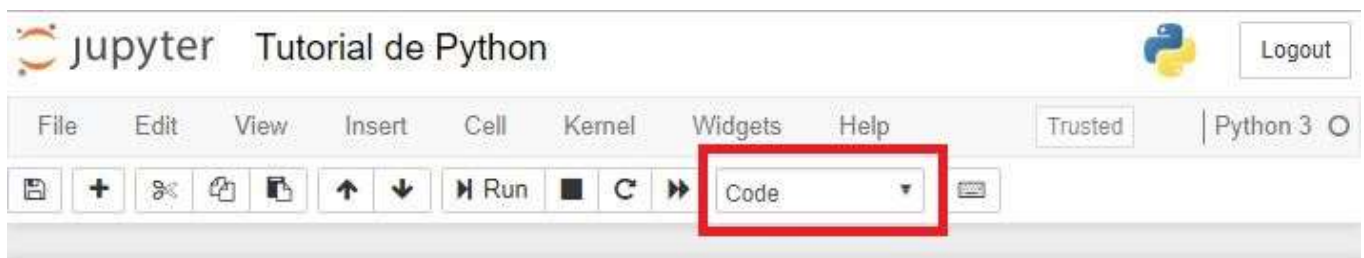 jupyter Tutorial de Python Logout
File Edit View Insert Cell Kernel Widgets Help Trusted Python 3
Run Code